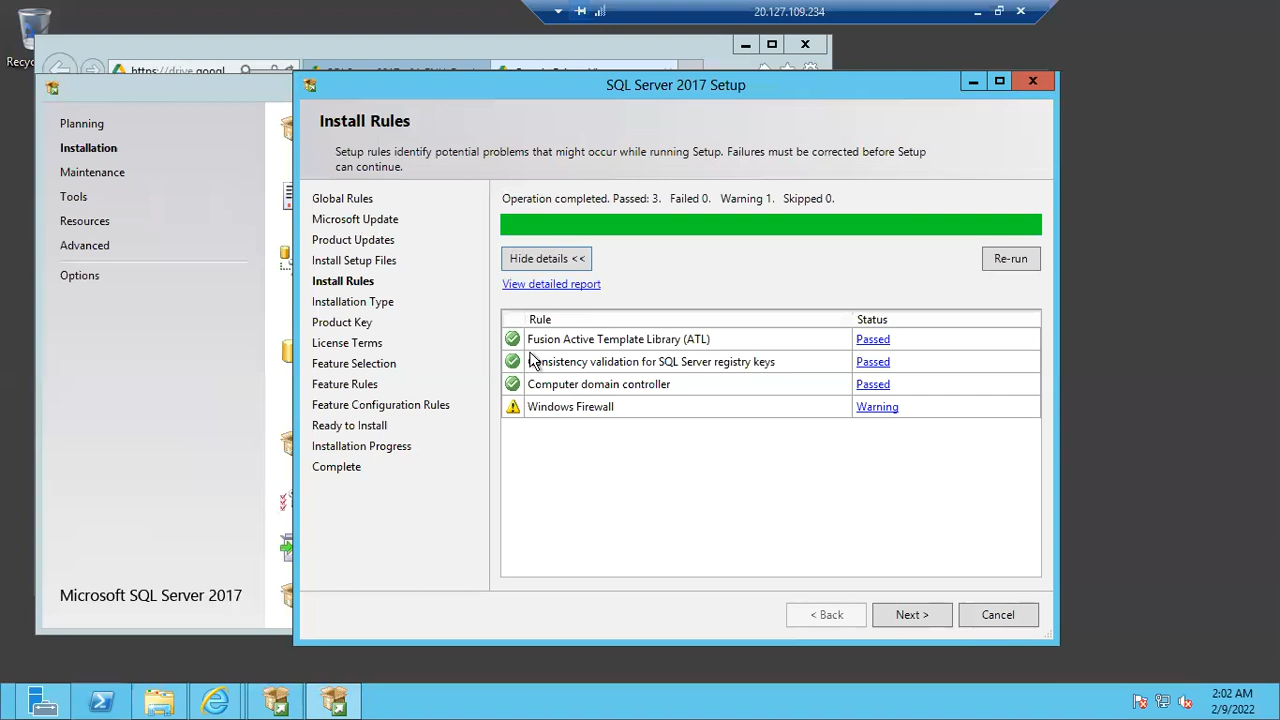 20.127.109.234
Recyc
https://drive.googl
SQL Server 2017 Setup
Planning
Installation
Maintenance
Tools
Resources
Advanced
Options
Microsoft SQL Server 2017
Install Rules
Setup rules identify potential problems that might occur while running Setup. Failures must be corrected before Setup
can continue.
Global Rules
Microsoft Update
Product Updates
Install Setup Files
Install Rules
Installation Type
Product Key
License Terms
Feature Selection
Feature Rules
Feature Configuration Rules
Ready to Install
Installation Progress
Complete
Operation completed. Passed: 3. Failed 0. Warning 1. Skipped 0.
Hide details <<
Re-run
View detailed report
Rule Status
Fusion Active Template Library (ATL) Passed
Consistency validation for SQL Server registry keys Passed
Computer domain controller Passed
Windows Firewall Warning
< Back Next > Cancel
2:02 AM
2/9/2022